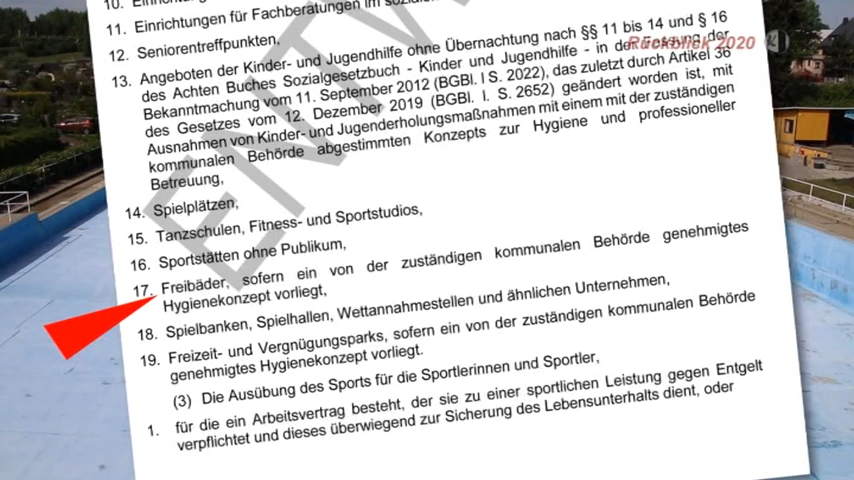 10.
11. Einrichtungen für Fachberatungen im
12. Seniorentreffpunkten,
13. Angeboten der Kinder- und Jugendhilfe ohne Übernachtung nach §§ 11 bis 14 und § 16
des Achten Buches Sozialgesetzbuch - Kinder und Jugendhilfe - in der Fassung der
Bekanntmachung vom 11. September 2012 (BGBl. I S. 2022), das zuletzt durch Artikel 36
des Gesetzes vom 12. Dezember 2019 (BGBl. I. S. 2652) geändert worden ist, mit
Ausnahmen von Kinder- und Jugenderholungsmaßnahmen mit einem mit der zuständigen
kommunalen Behörde abgestimmten Konzepts zur Hygiene und professioneller
Betreuung,
14. Spielplätzen,
15. Tanzschulen, Fitness- und Sportstudios,
16. Sportstätten ohne Publikum,
17. Freibäder, sofern ein von der zuständigen kommunalen Behörde genehmigtes
Hygienekonzept vorliegt,
18. Spielbanken, Spielhallen, Wettannahmestellen und ähnlichen Unternehmen,
19. Freizeit- und Vergnügungsparks, sofern ein von der zuständigen kommunalen Behörde
genehmigtes Hygienekonzept vorliegt.
(3) Die Ausübung des Sports für die Sportlerinnen und Sportler,
1. für die ein Arbeitsvertrag besteht, der sie zu einer sportlichen Leistung gegen Entgelt
verpflichtet und dieses überwiegend zur Sicherung des Lebensunterhalts dient, oder
Rückblick 2020